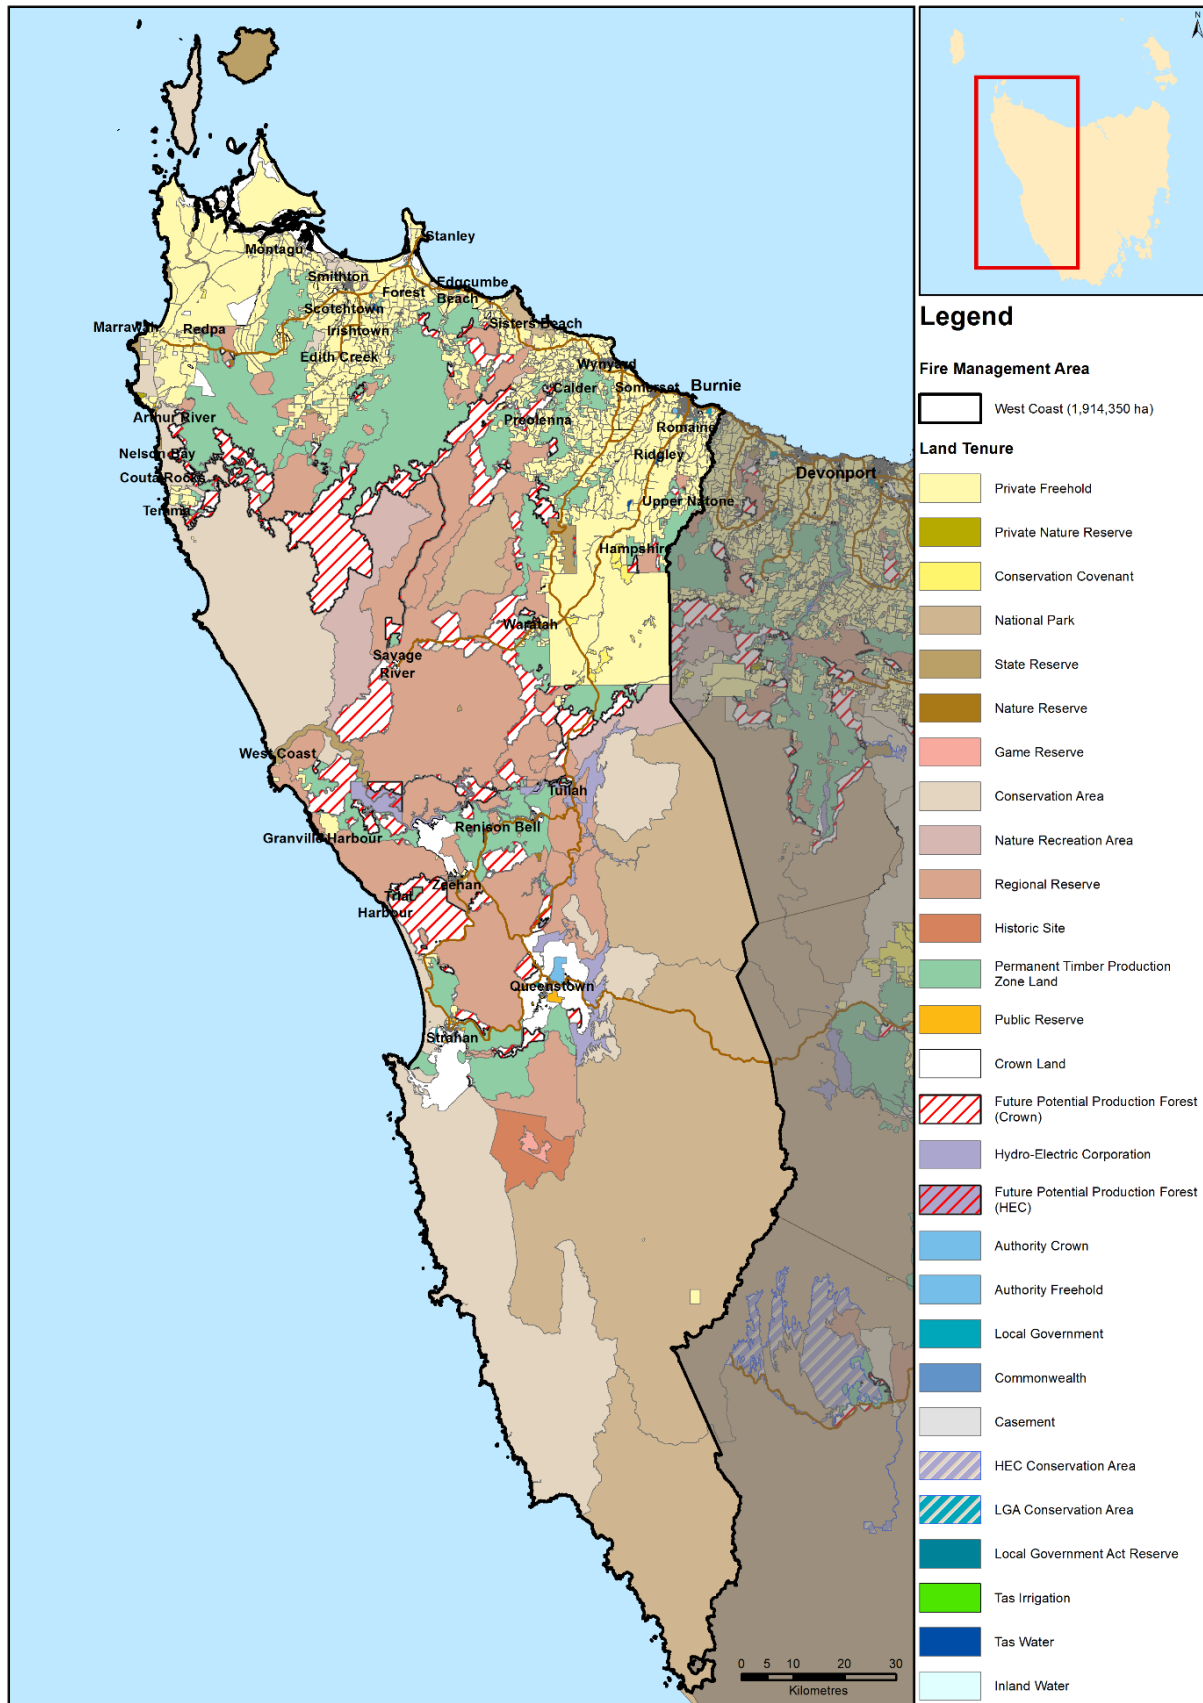 Stanley
Montagu
Smithton
Edgcumbe
Beach
Forest
Scotchtown
Sisters Beach
Marrawah
Redpa
Irishtown
Edith Creek
Wynyard
Calder
Somerset
Burnie
Arthur River
Preolenna
Romaine
Nelson Bay
Ridgley
Couta Rocks
Devonport
Temma
Upper Natone
Hampshire
Waratah
Savage
River
West Coast
Tullah
Granville Harbour
Renison Bell
Zeehan
Trial
Harbour
Queenstown
Strahan
0 5 10 20 30
Kilometres
N
Legend
Fire Management Area
West Coast (1,914,350 ha)
Land Tenure
Private Freehold
Private Nature Reserve
Conservation Covenant
National Park
State Reserve
Nature Reserve
Game Reserve
Conservation Area
Nature Recreation Area
Regional Reserve
Historic Site
Permanent Timber Production
Zone Land
Public Reserve
Crown Land
Future Potential Production Forest
(Crown)
Hydro-Electric Corporation
Future Potential Production Forest
(HEC)
Authority Crown
Authority Freehold
Local Government
Commonwealth
Casement
HEC Conservation Area
LGA Conservation Area
Local Government Act Reserve
Tas Irrigation
Tas Water
Inland Water